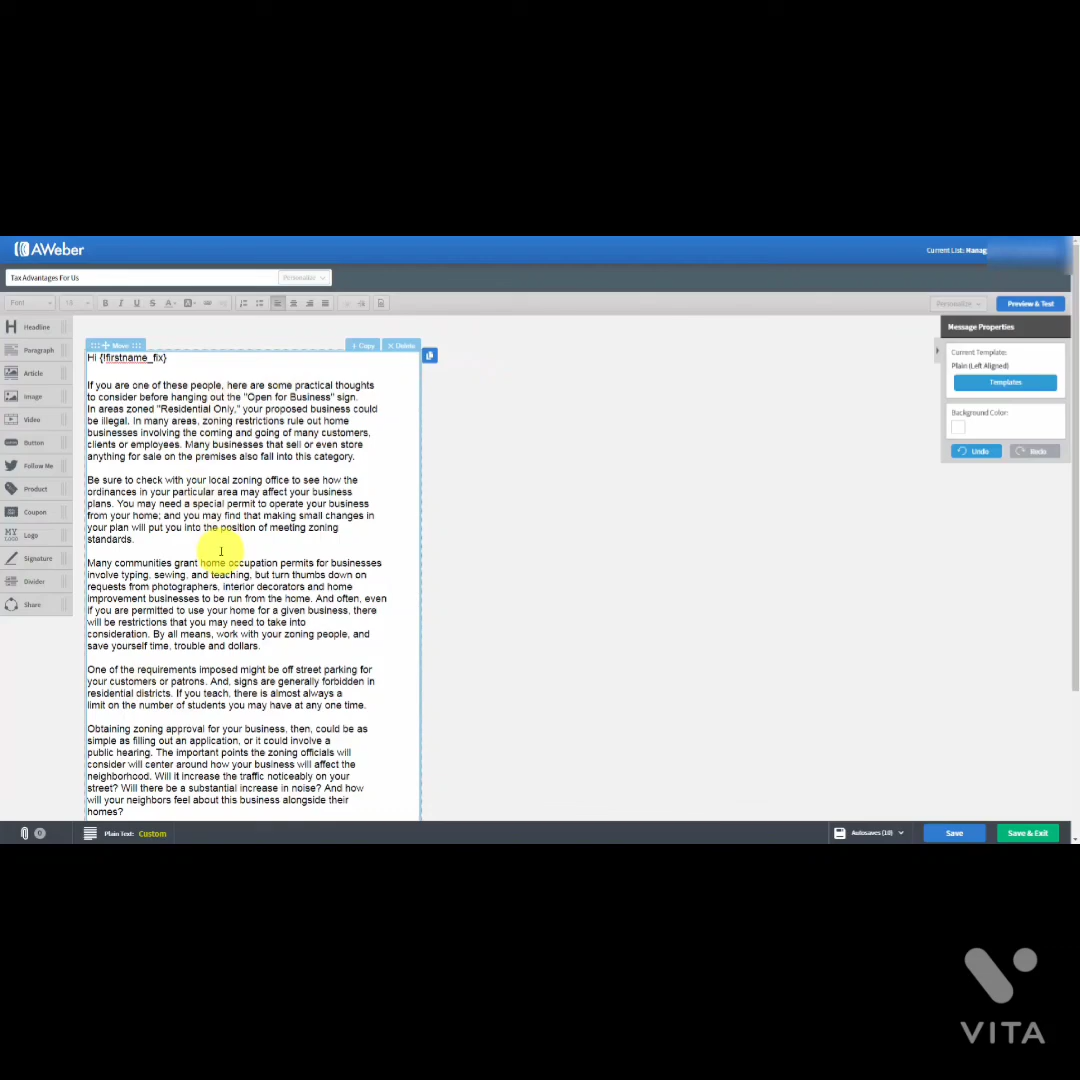 AWeber
Current List: Manag
Tax Advantages For Us
Personalize
Font
18
B I U S A A
Personalize
Preview & Test
Headline
Paragraph
Article
Image
Video
Button
Follow Me
Product
Coupon
MY LOGO Logo
Signature
Divider
Share
Move
+ Copy
× Delete
Hi {!firstname_fix}
If you are one of these people, here are some practical thoughts
to consider before hanging out the "Open for Business" sign.
In areas zoned "Residential Only," your proposed business could
be illegal. In many areas, zoning restrictions rule out home
businesses involving the coming and going of many customers,
clients or employees. Many businesses that sell or even store
anything for sale on the premises also fall into this category.
Be sure to check with your local zoning office to see how the
ordinances in your particular area may affect your business
plans. You may need a special permit to operate your business
from your home; and you may find that making small changes in
your plan will put you into the position of meeting zoning
standards.
Many communities grant home occupation permits for businesses
involve typing, sewing, and teaching, but turn thumbs down on
requests from photographers, interior decorators and home
improvement businesses to be run from the home. And often, even
if you are permitted to use your home for a given business, there
will be restrictions that you may need to take into
consideration. By all means, work with your zoning people, and
save yourself time, trouble and dollars.
One of the requirements imposed might be off street parking for
your customers or patrons. And, signs are generally forbidden in
residential districts. If you teach, there is almost always a
limit on the number of students you may have at any one time.
Obtaining zoning approval for your business, then, could be as
simple as filling out an application, or it could involve a
public hearing. The important points the zoning officials will
consider will center around how your business will affect the
neighborhood. Will it increase the traffic noticeably on your
street? Will there be a substantial increase in noise? And how
will your neighbors feel about this business alongside their
homes?
Message Properties
Current Template:
Plain (Left Aligned)
Templates
Background Color:
Undo
Redo
0
Plain Text: Custom
Autosaves (10)
Save
Save & Exit
VITA